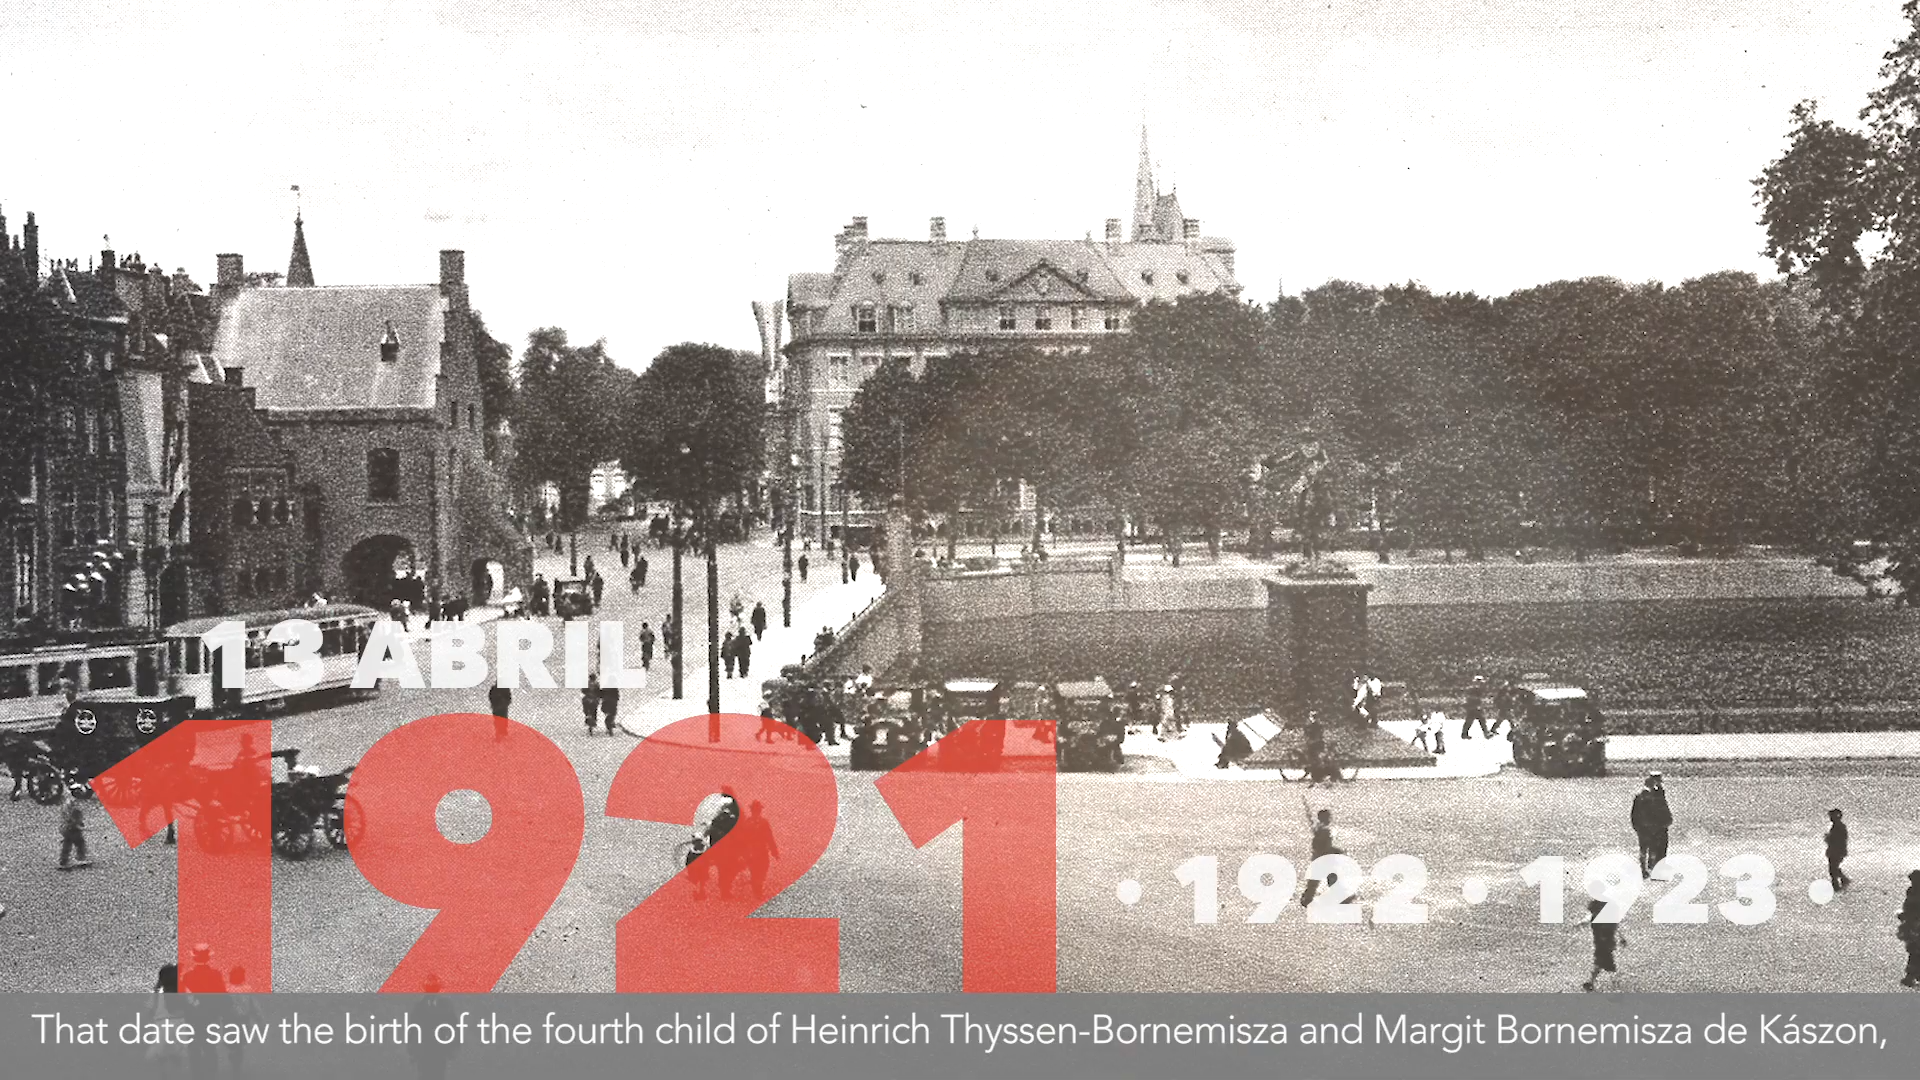 13 ABRIL
1921 • 1922 • 1923 •
That date saw the birth of the fourth child of Heinrich Thyssen-Bornemisza and Margit Bornemisza de Kászon,